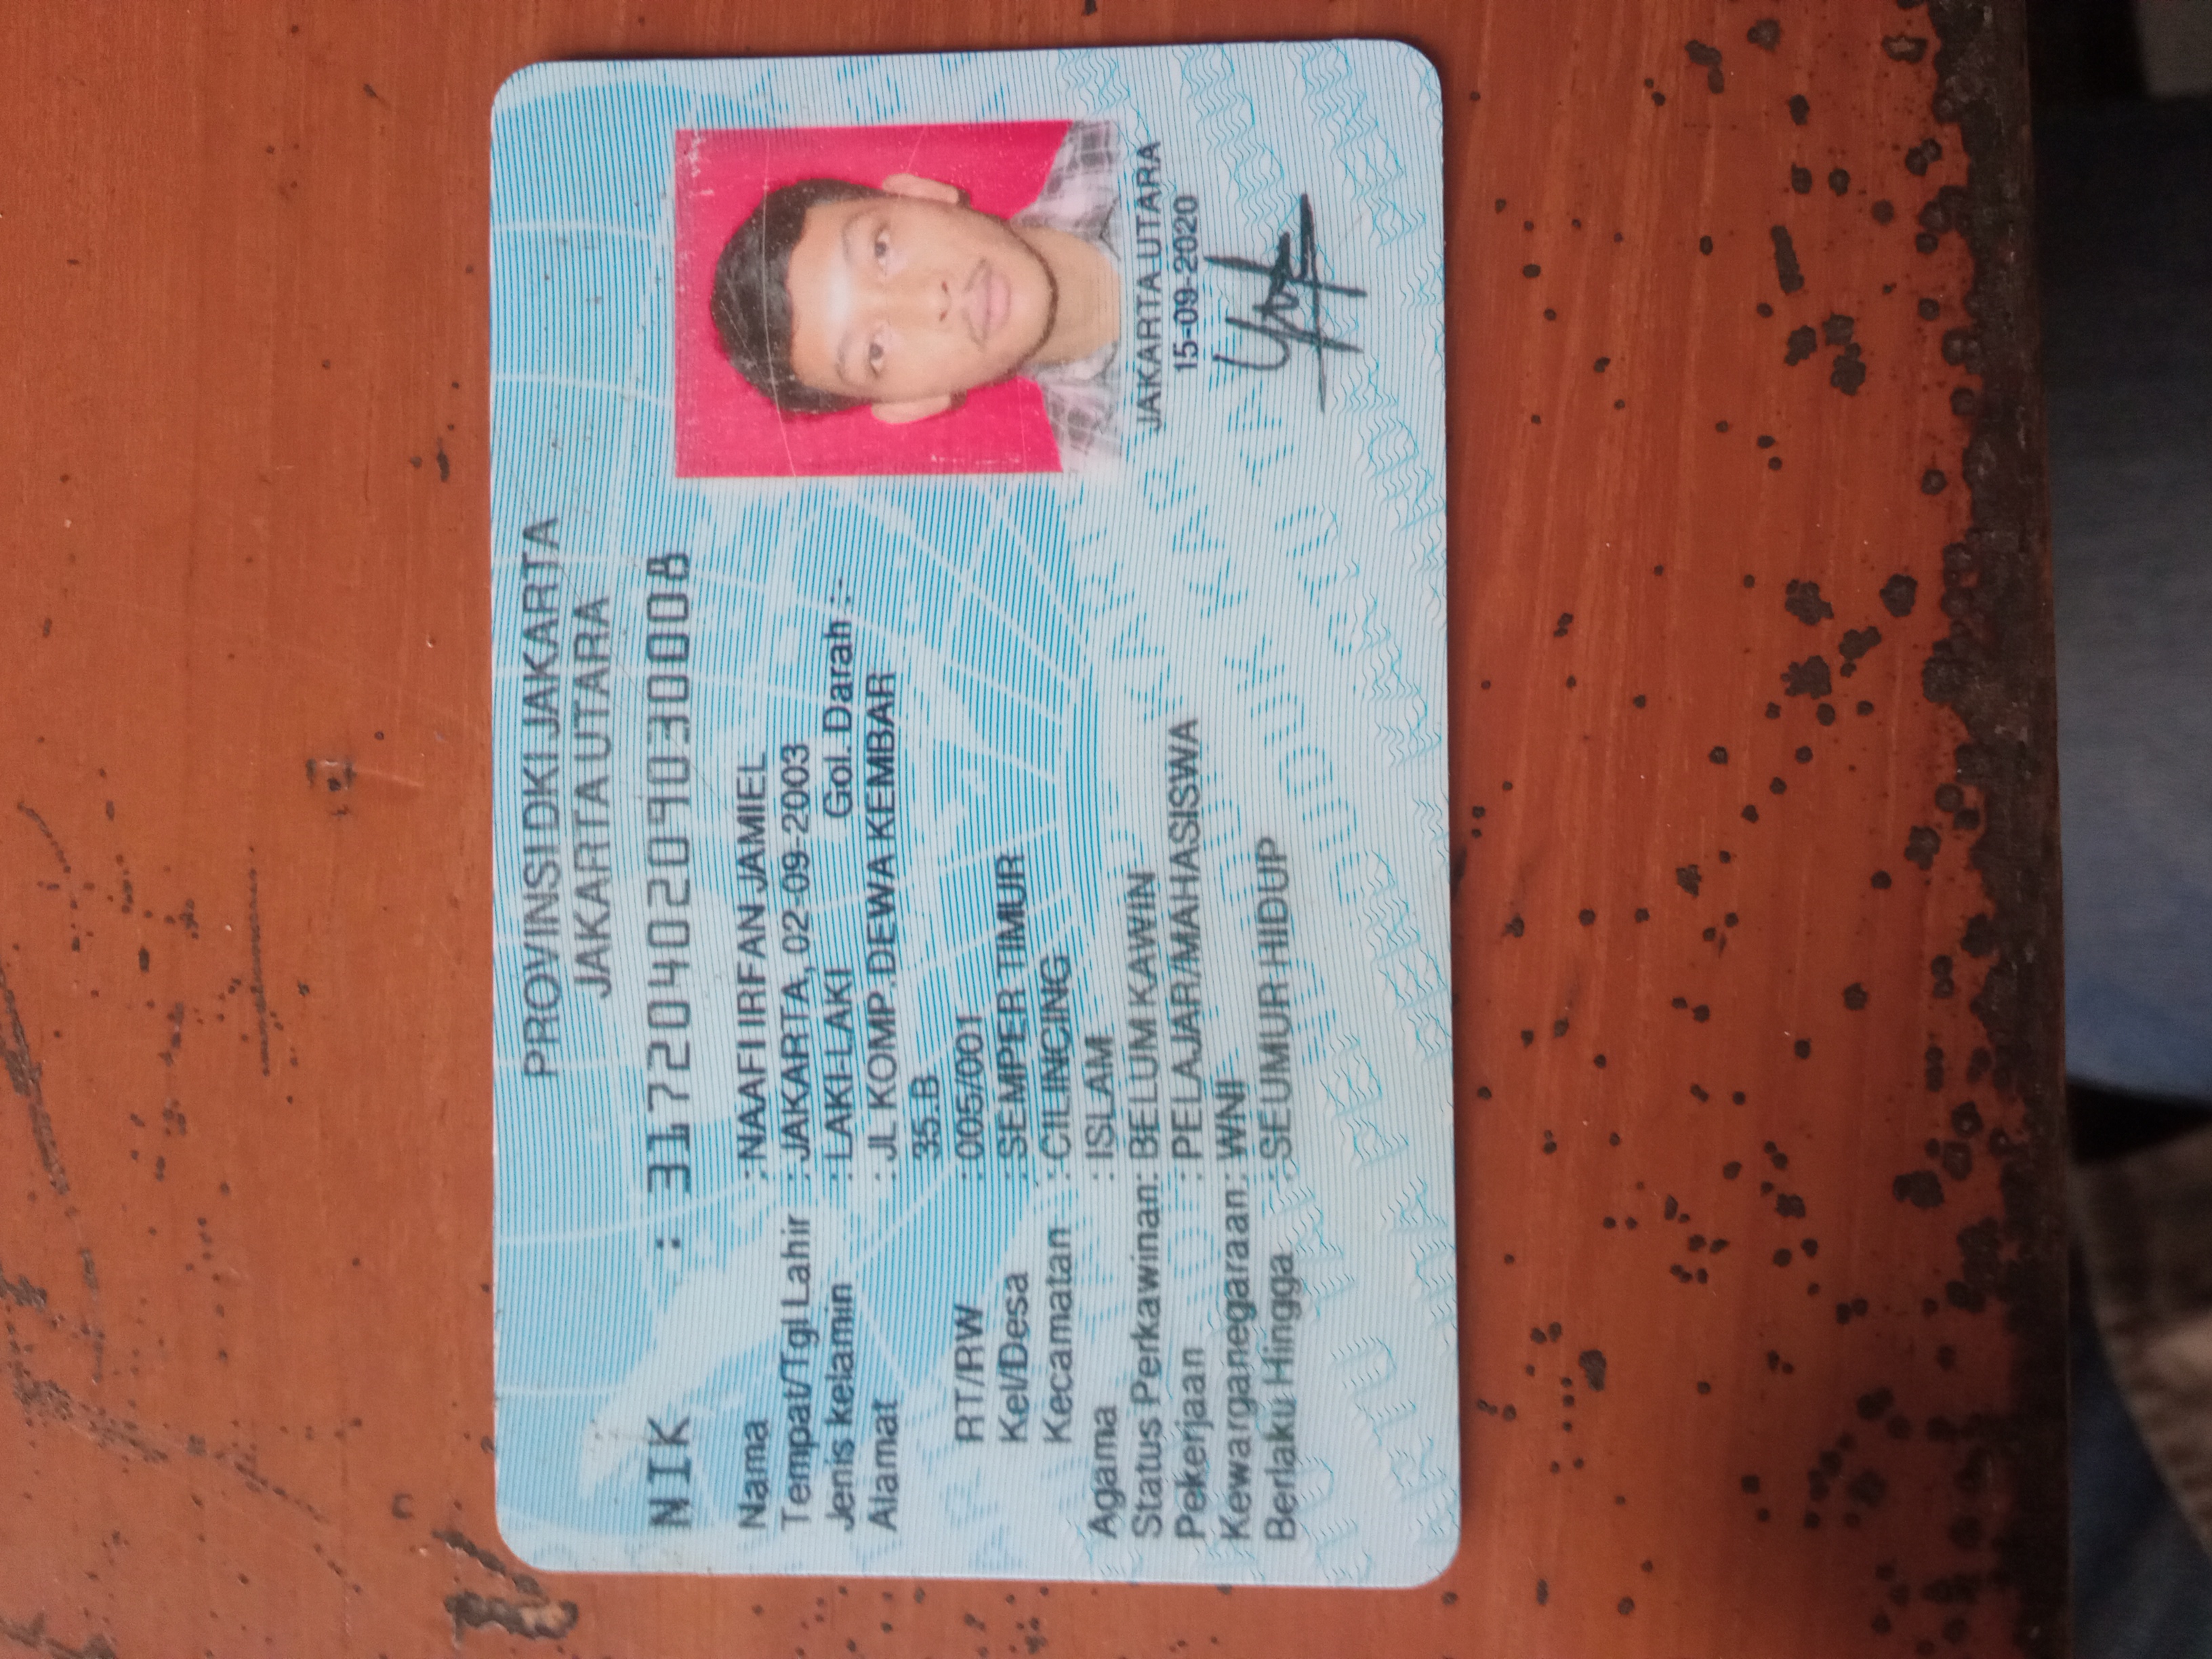 PROVINSI DKI JAKARTA
JAKARTA UTARA
NIK : 3172040209030008
Nama : NAAFI IRFAN JAMIEL
Tempat/Tgl Lahir : JAKARTA, 02-09-2003
Jenis kelamin : LAKI-LAKI Gol. Darah : -
Alamat : JL KOMP. DEWA KEMBAR
35.B
RT/RW : 005/001
Kel/Desa : SEMPER TIMUR
Kecamatan : CILINCING
Agama : ISLAM
Status Perkawinan: BELUM KAWIN
Pekerjaan : PELAJAR/MAHASISWA
Kewarganegaraan: WNI
Berlaku Hingga : SEUMUR HIDUP
JAKARTA UTARA
15-09-2020